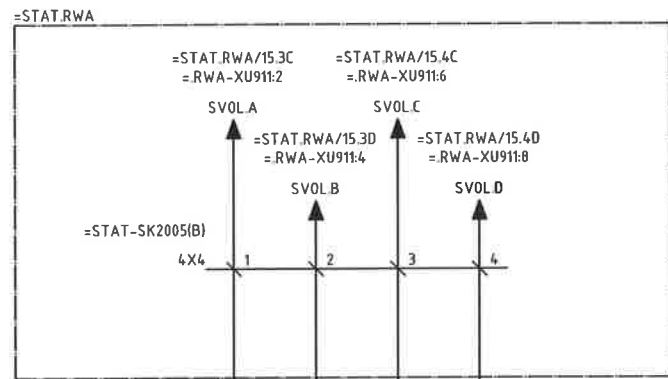 =STAT.RWA
=STAT.RWA/15.3C
=.RWA-XU911:2
SVOL.A
=STAT.RWA/15.4C
=.RWA-XU911:6
SVOL.C
=STAT.RWA/15.3D
=.RWA-XU911:4
SVOL.B
=STAT.RWA/15.4D
=.RWA-XU911:8
SVOL.D
=STAT-SK2005(B)
4X4 1 2 3 4